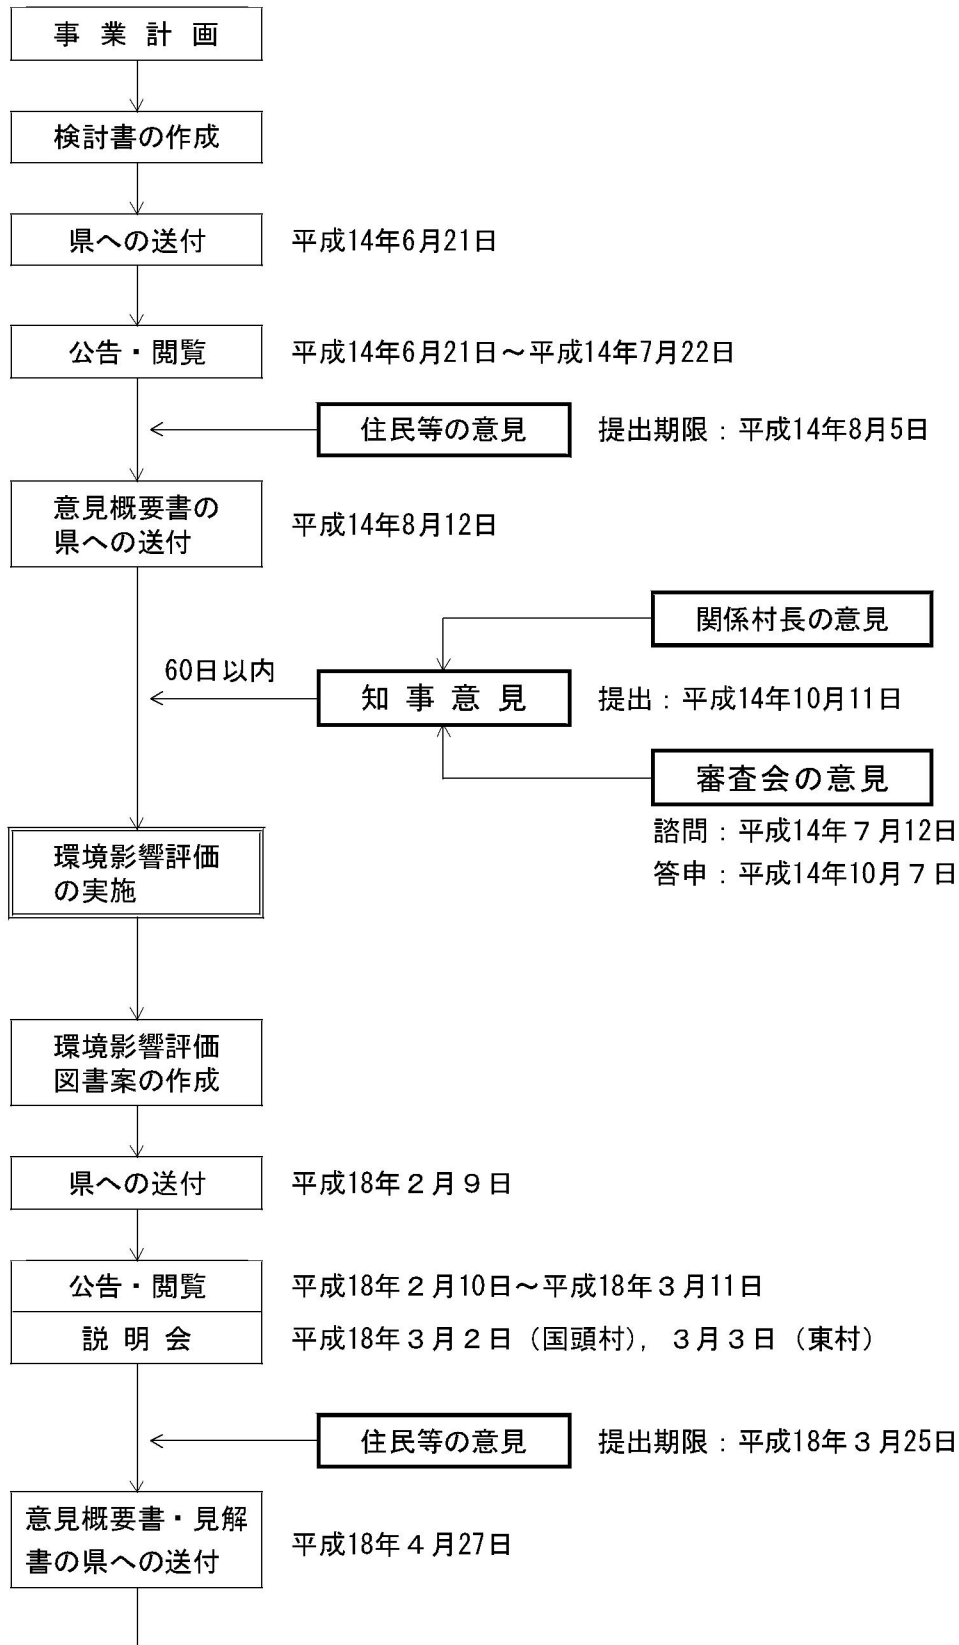 事業計画
検討書の作成
県への送付 平成14年6月21日
公告・閲覧 平成14年6月21日～平成14年7月22日
住民等の意見 提出期限：平成14年8月5日
意見概要書の
県への送付 平成14年8月12日
関係村長の意見
60日以内
知事意見 提出：平成14年10月11日
審査会の意見
諮問：平成14年７月12日
答申：平成14年10月７日
環境影響評価
の実施
環境影響評価
図書案の作成
県への送付 平成18年２月９日
公告・閲覧 平成18年２月10日～平成18年３月11日
説明会 平成18年３月２日（国頭村），３月３日（東村）
住民等の意見 提出期限：平成18年３月25日
意見概要書・見解
書の県への送付 平成18年４月27日